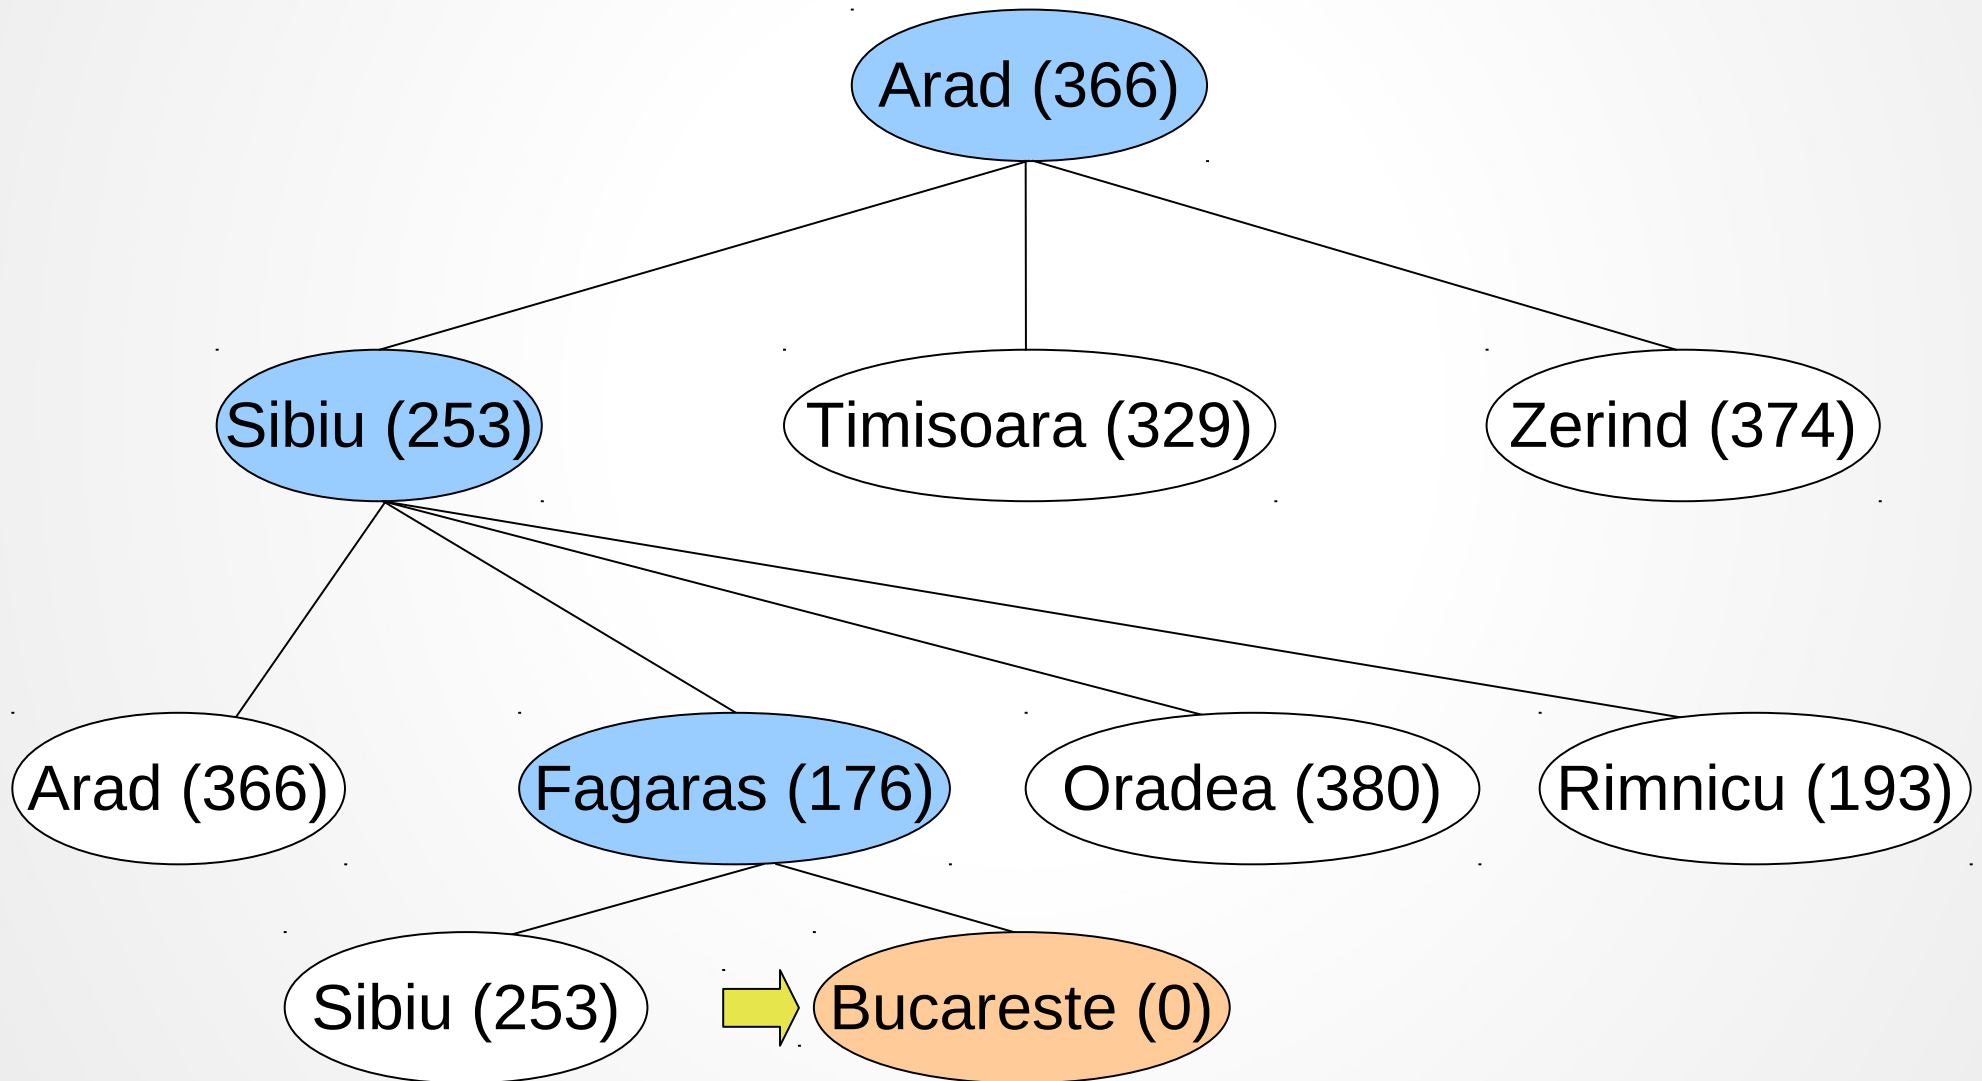 Arad (366)
Sibiu (253)
Timisoara (329)
Zerind (374)
Arad (366)
Fagaras (176)
Oradea (380)
Rimnicu (193)
Sibiu (253)
Bucareste (0)